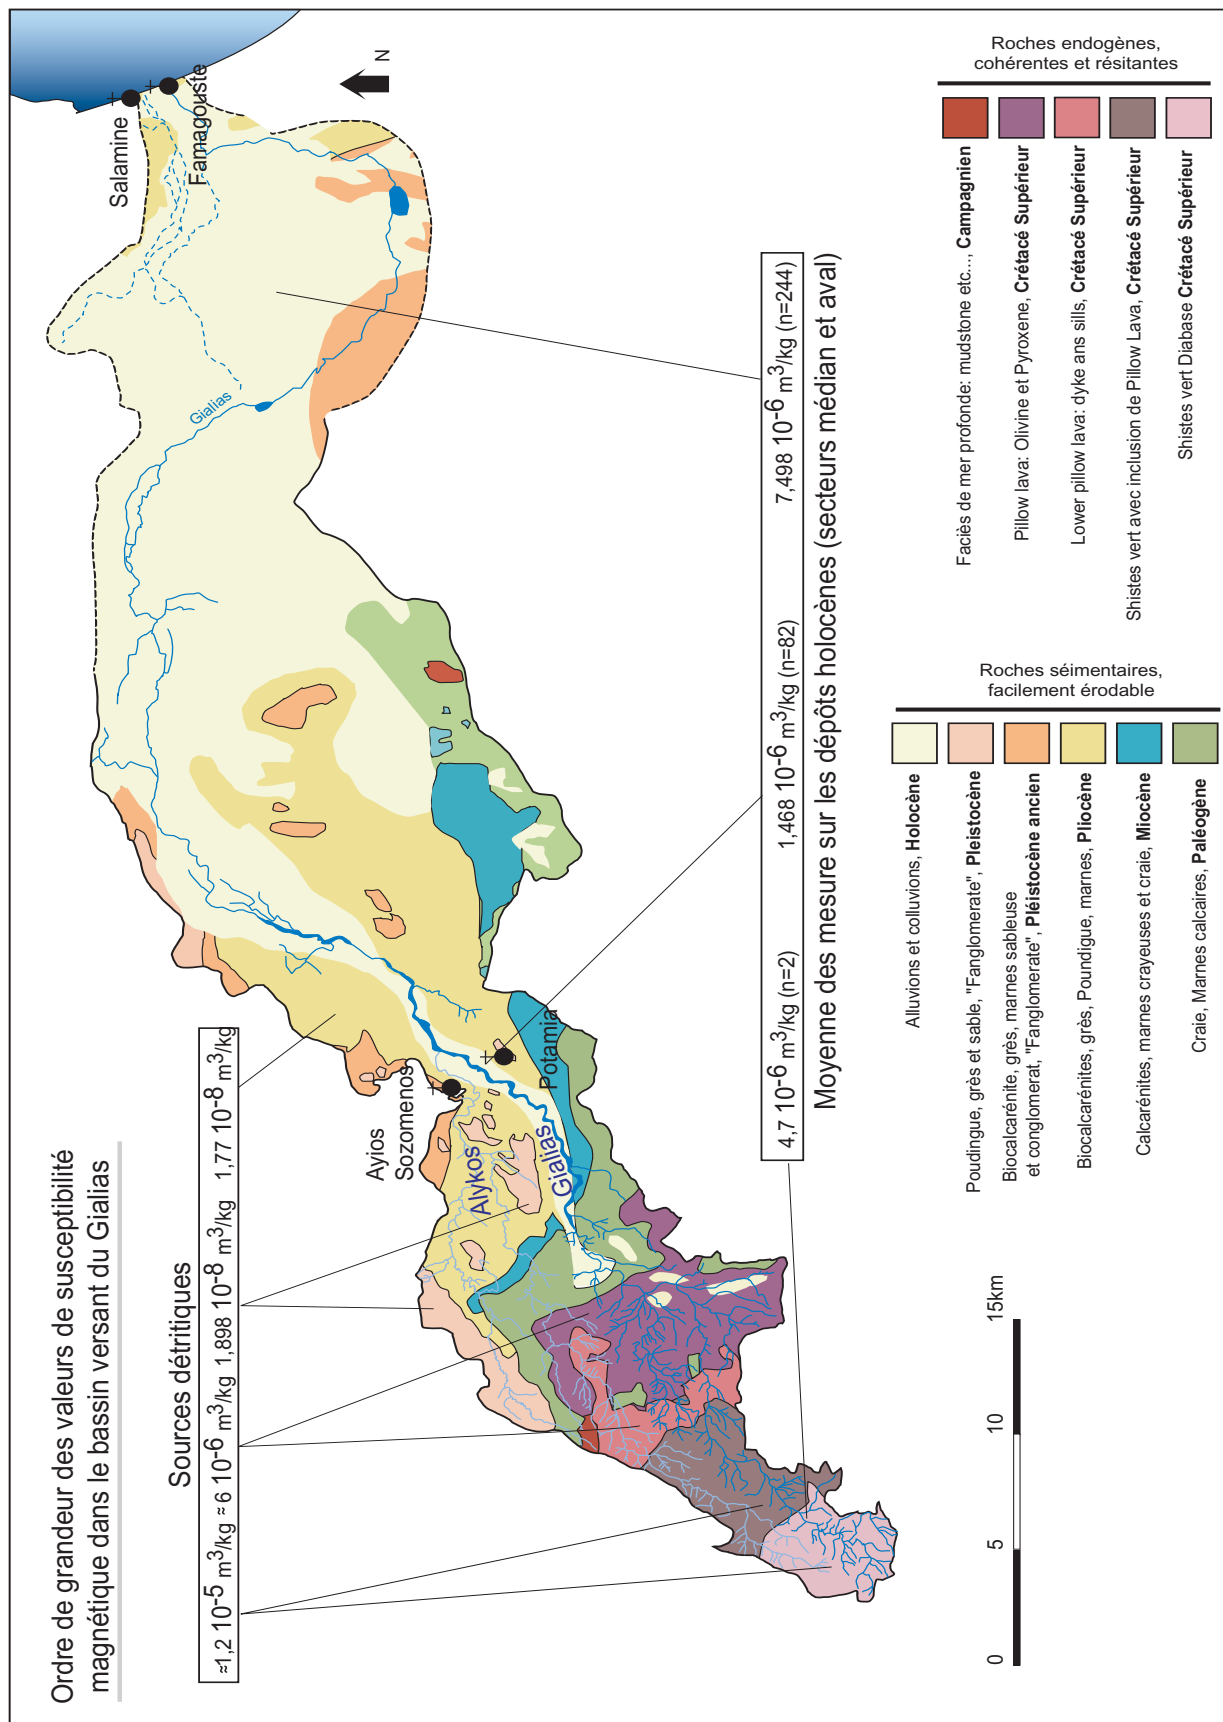 Ordre de grandeur des valeurs de susceptibilité
magnétique dans le bassin versant du Gialias
Sources détritiques
≈1,2 10-5 m3/kg ≈ 6 10-6 m3/kg 1,898 10-8 m3/kg 1,77 10-8 m3/kg
Salamine
Famagouste
N
Gialias
Ayios
Sozomenos
Potamia
Alykos
Gialias
4,7 10-6 m3/kg (n=2) 1,468 10-6 m3/kg (n=82) 7,498 10-6 m3/kg (n=244)
Moyenne des mesure sur les dépôts holocènes (secteurs médian et aval)
0 5 10 15km
Roches séimentaires,
facilement érodable
Alluvions et colluvions, Holocène
Poudingue, grès et sable, "Fanglomerate", Pleistocène
Biocalcarénite, grès, marnes sableuse
et conglomerat, "Fanglomerate", Pléistocène ancien
Biocalcarénites, grès, Poundigue, marnes, Pliocène
Calcarénites, marnes crayeuses et craie, Miocène
Craie, Marnes calcaires, Paléogène
Roches endogènes,
cohérentes et résitantes
Faciès de mer profonde: mudstone etc..., Campagnien
Pillow lava: Olivine et Pyroxene, Crétacé Supérieur
Lower pillow lava: dyke ans sills, Crétacé Supérieur
Shistes vert avec inclusion de Pillow Lava, Crétacé Supérieur
Shistes vert Diabase Crétacé Supérieur